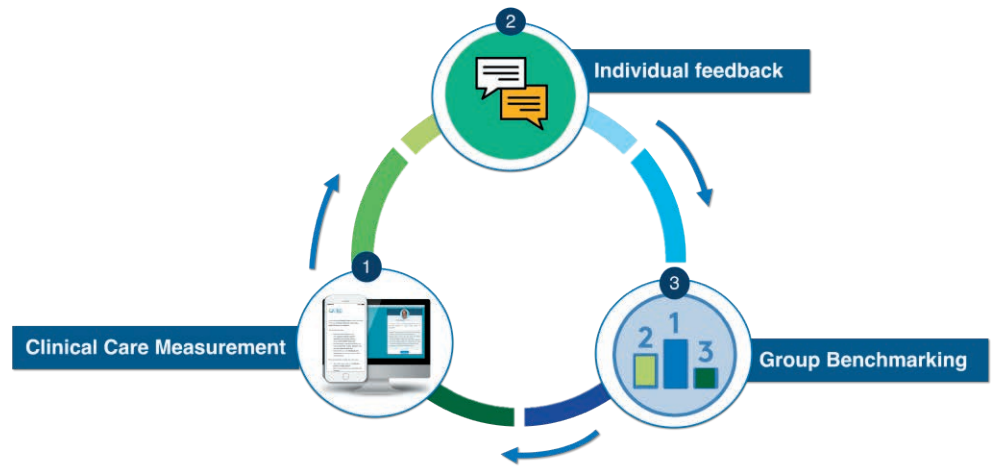 2
Individual feedback
1
Clinical Care Measurement
3
2 1 3
Group Benchmarking